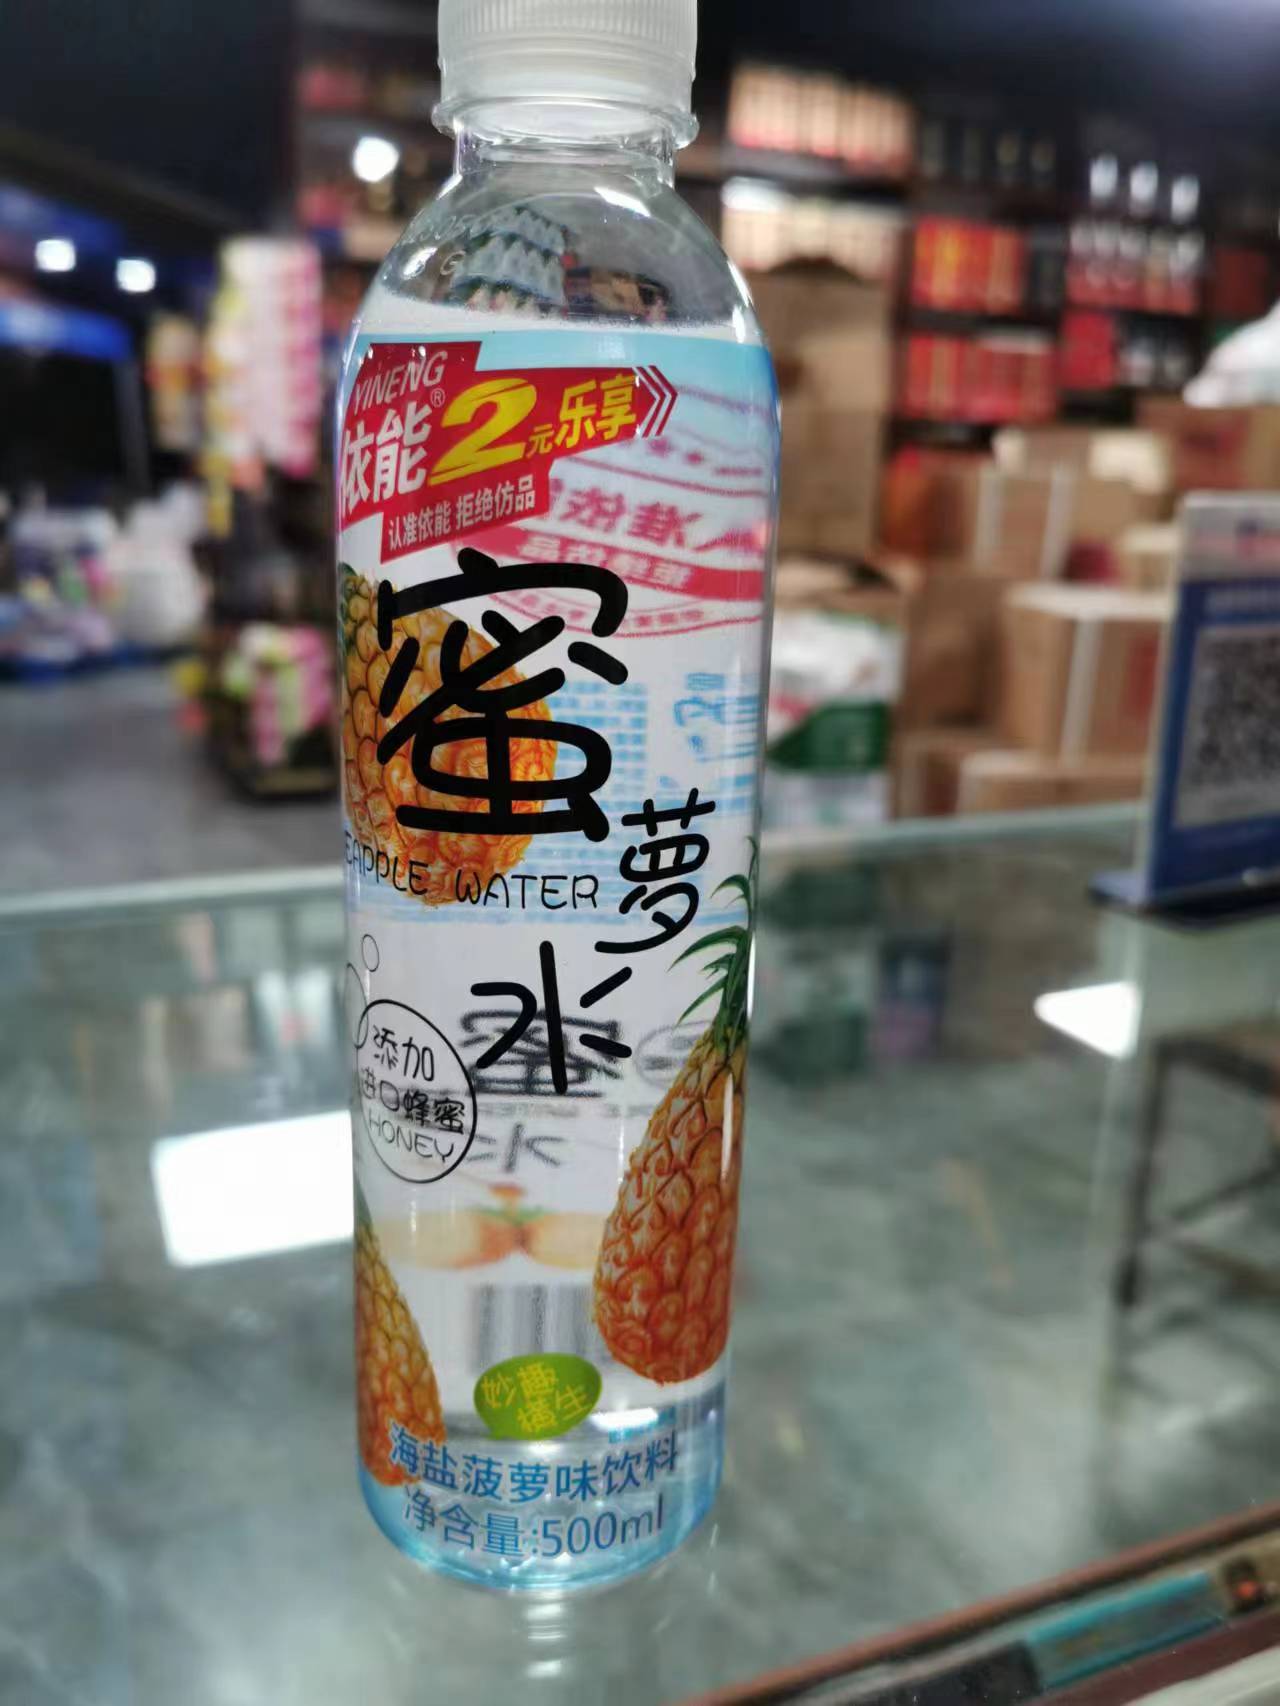 YINENG
依能®
2元乐享
认准依能 拒绝仿品
蜜
萝
EAPPLE WATER
水
添加
进口蜂蜜
HONEY
妙趣
横生
海盐菠萝味饮料
净含量:500ml